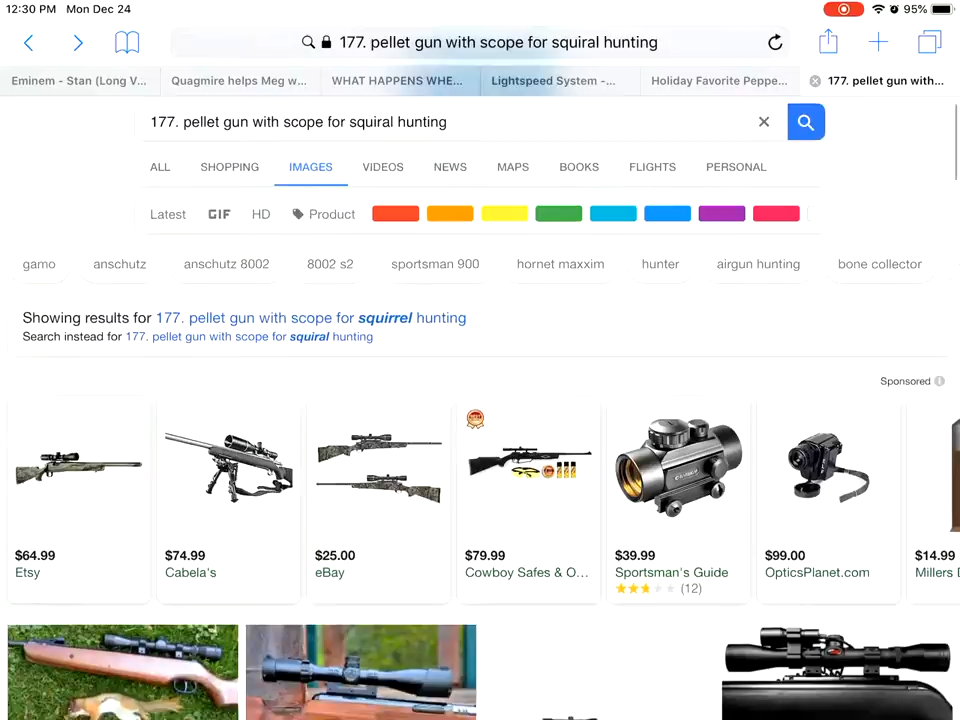 12:30 PM Mon Dec 24
95%
177. pellet gun with scope for squiral hunting
Eminem - Stan (Long V...
Quagmire helps Meg w...
WHAT HAPPENS WHE...
Lightspeed System -...
Holiday Favorite Peppe...
177. pellet gun with...
177. pellet gun with scope for squiral hunting
ALL SHOPPING IMAGES VIDEOS NEWS MAPS BOOKS FLIGHTS PERSONAL
Latest GIF HD Product
gamo anschutz anschutz 8002 8002 s2 sportsman 900 hornet maxxim hunter airgun hunting bone collector
Showing results for 177. pellet gun with scope for squirrel hunting
Search instead for 177. pellet gun with scope for squiral hunting
Sponsored
$64.99 $74.99 $25.00 $79.99 $39.99 $99.00 $14.99
Etsy Cabela's eBay Cowboy Safes & O... Sportsman's Guide OpticsPlanet.com Millers
(12)